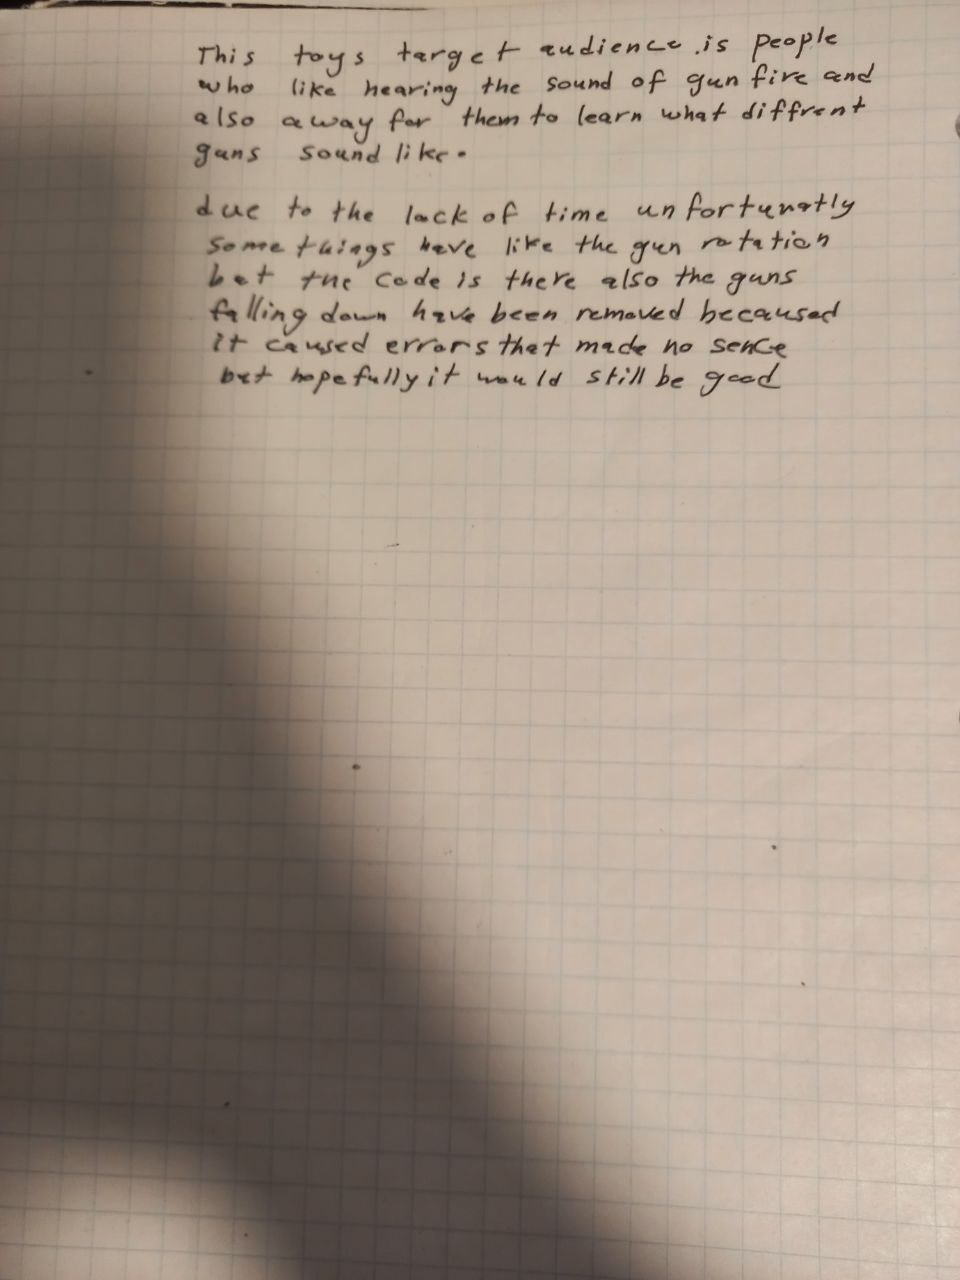 This toys target audience is people
who like hearing the sound of gun fire and
also a way for them to learn what diffrent
guns sound like.
due to the lack of time unfortunatly
some things have like the gun rotation
but the code is there also the guns
falling down have been removed becaused
it caused errors that made no sence
but hopefully it would still be good